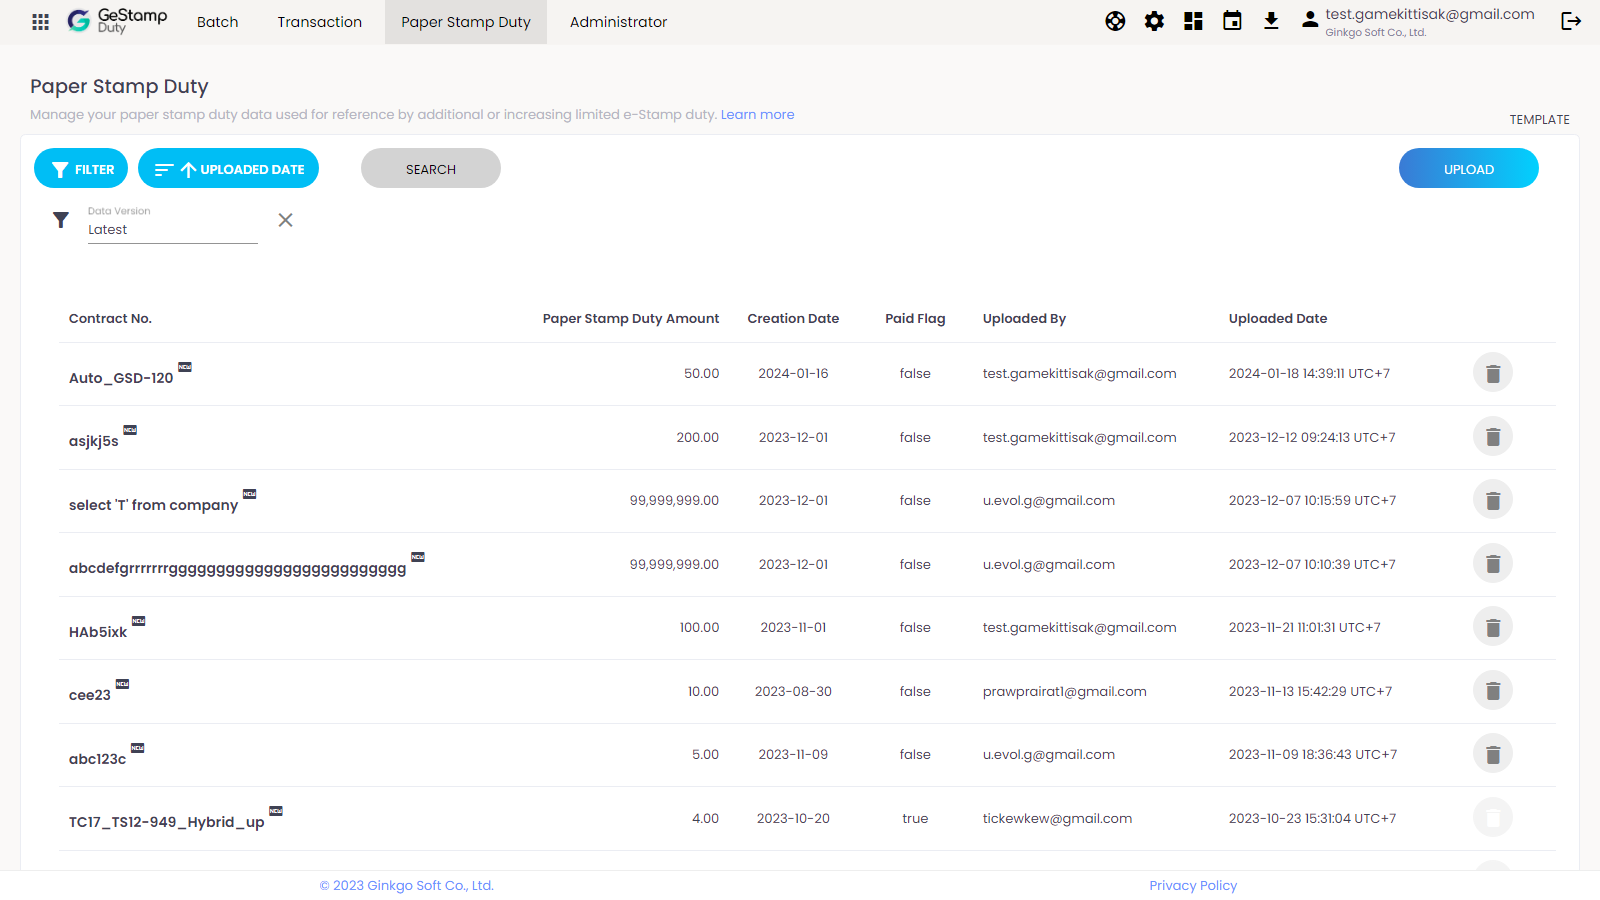 GeStamp
Duty
Batch
Transaction
Paper Stamp Duty
Administrator
test.gamekittisak@gmail.com
Ginkgo Soft Co., Ltd.
Paper Stamp Duty
Manage your paper stamp duty data used for reference by additional or increasing limited e-Stamp duty. Learn more
TEMPLATE
FILTER
UPLOADED DATE
SEARCH
UPLOAD
Data Version
Latest
Contract No. Paper Stamp Duty Amount Creation Date Paid Flag Uploaded By Uploaded Date
Auto_GSD-120 NEW 50.00 2024-01-16 false test.gamekittisak@gmail.com 2024-01-18 14:39:11 UTC+7
asjkj5s NEW 200.00 2023-12-01 false test.gamekittisak@gmail.com 2023-12-12 09:24:13 UTC+7
select 'T' from company NEW 99,999,999.00 2023-12-01 false u.evol.g@gmail.com 2023-12-07 10:15:59 UTC+7
abcdefgrrrrrrrggggggggggggggggggggggggg NEW 99,999,999.00 2023-12-01 false u.evol.g@gmail.com 2023-12-07 10:10:39 UTC+7
HAb5ixk NEW 100.00 2023-11-01 false test.gamekittisak@gmail.com 2023-11-21 11:01:31 UTC+7
cee23 NEW 10.00 2023-08-30 false prawprairat1@gmail.com 2023-11-13 15:42:29 UTC+7
abc123c NEW 5.00 2023-11-09 false u.evol.g@gmail.com 2023-11-09 18:36:43 UTC+7
TC17_TS12-949_Hybrid_up NEW 4.00 2023-10-20 true tickewkew@gmail.com 2023-10-23 15:31:04 UTC+7
© 2023 Ginkgo Soft Co., Ltd.
Privacy Policy